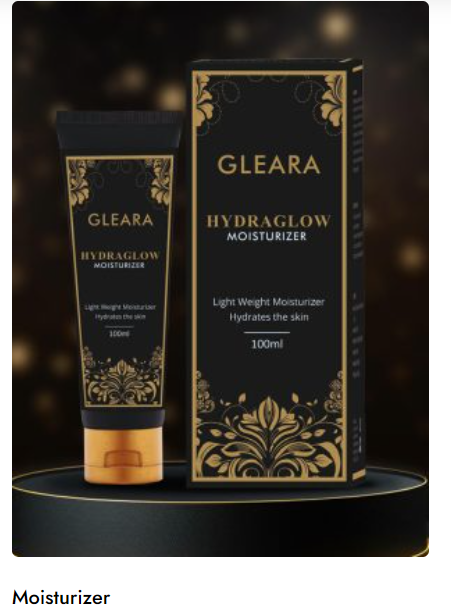 GLEARA
HYDRAGLOW
MOISTURIZER
Light Weight Moisturizer
Hydrates the skin
100ml
GLEARA
HYDRAGLOW
MOISTURIZER
Light Weight Moisturizer
Hydrates the skin
100ml
Moisturizer